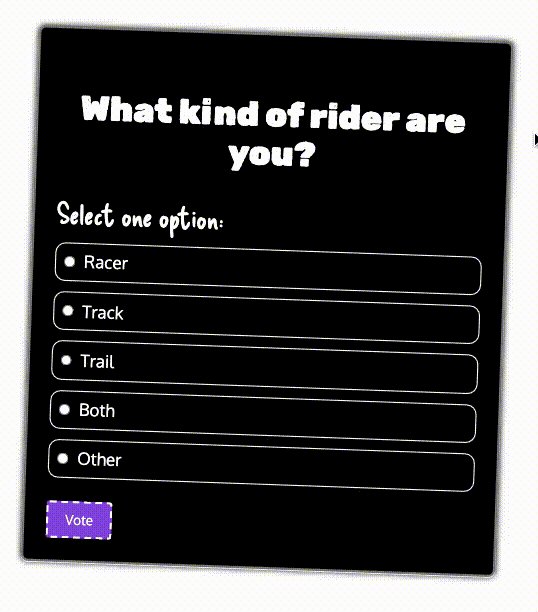 What kind of rider are
you?
Select one option:
Racer
Track
Trail
Both
Other
Vote